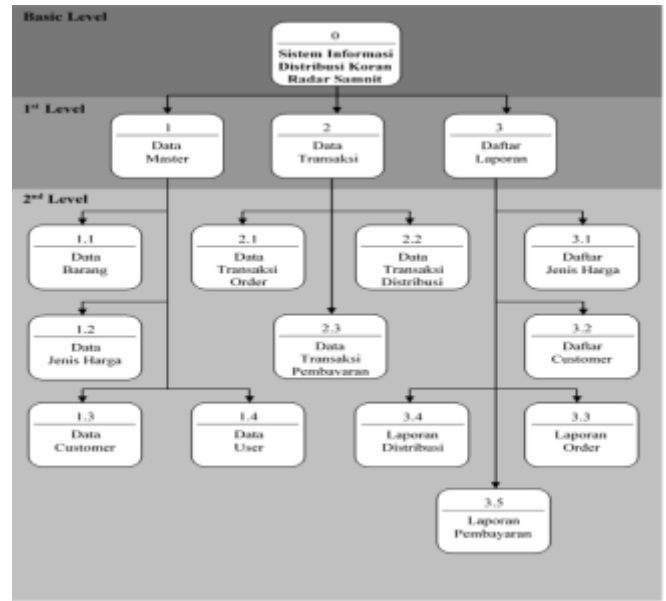 Basic Level
0
Sistem Informasi
Distribusi Koran
Radar Samnit
1st Level
1
Data
Master
2
Data
Transaksi
3
Daftar
Laporan
2nd Level
1.1
Data
Barang
2.1
Data
Transaksi
Order
2.2
Data
Transaksi
Distribusi
3.1
Daftar
Jenis Harga
1.2
Data
Jenis Harga
2.3
Data
Transaksi
Pembayaran
3.2
Daftar
Customer
1.3
Data
Customer
1.4
Data
User
3.4
Laporan
Distribusi
3.3
Laporan
Order
3.5
Laporan
Pembayaran